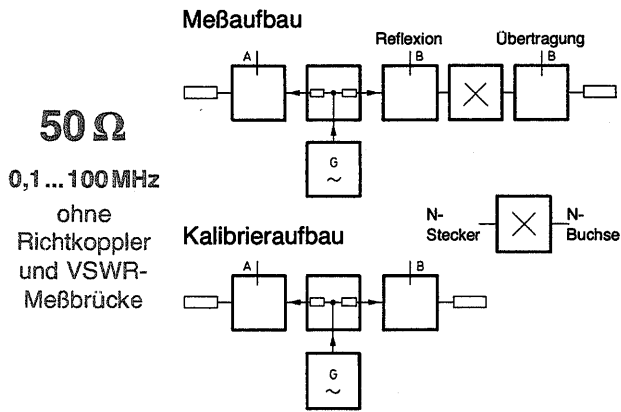 Meßaufbau
Reflexion
Übertragung
A
B
B
G
~
50 Ω
0,1...100 MHz
ohne
Richtkoppler
und VSWR-
Meßbrücke
N-
Stecker
N-
Buchse
Kalibrieraufbau
A
B
G
~